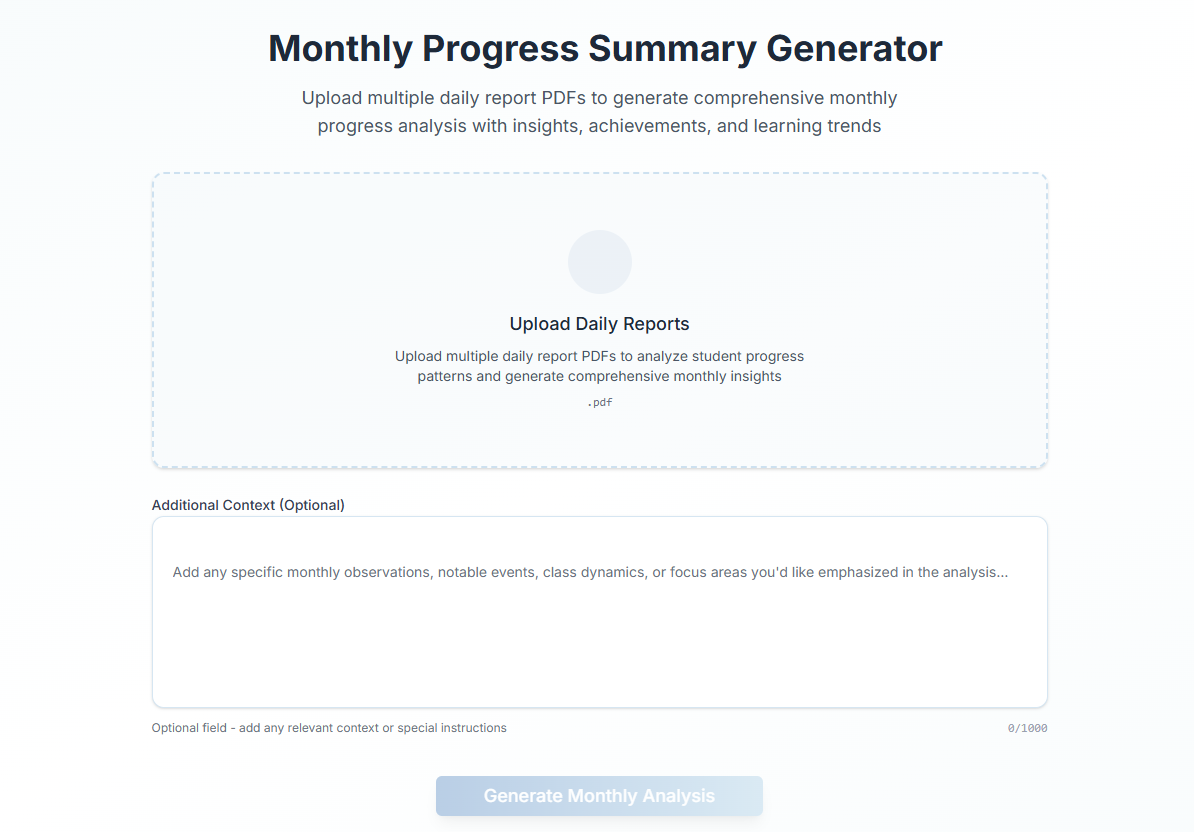 Monthly Progress Summary Generator
Upload multiple daily report PDFs to generate comprehensive monthly
progress analysis with insights, achievements, and learning trends
Upload Daily Reports
Upload multiple daily report PDFs to analyze student progress
patterns and generate comprehensive monthly insights
.pdf
Additional Context (Optional)
Add any specific monthly observations, notable events, class dynamics, or focus areas you'd like emphasized in the analysis...
Optional field - add any relevant context or special instructions
0/1000
Generate Monthly Analysis